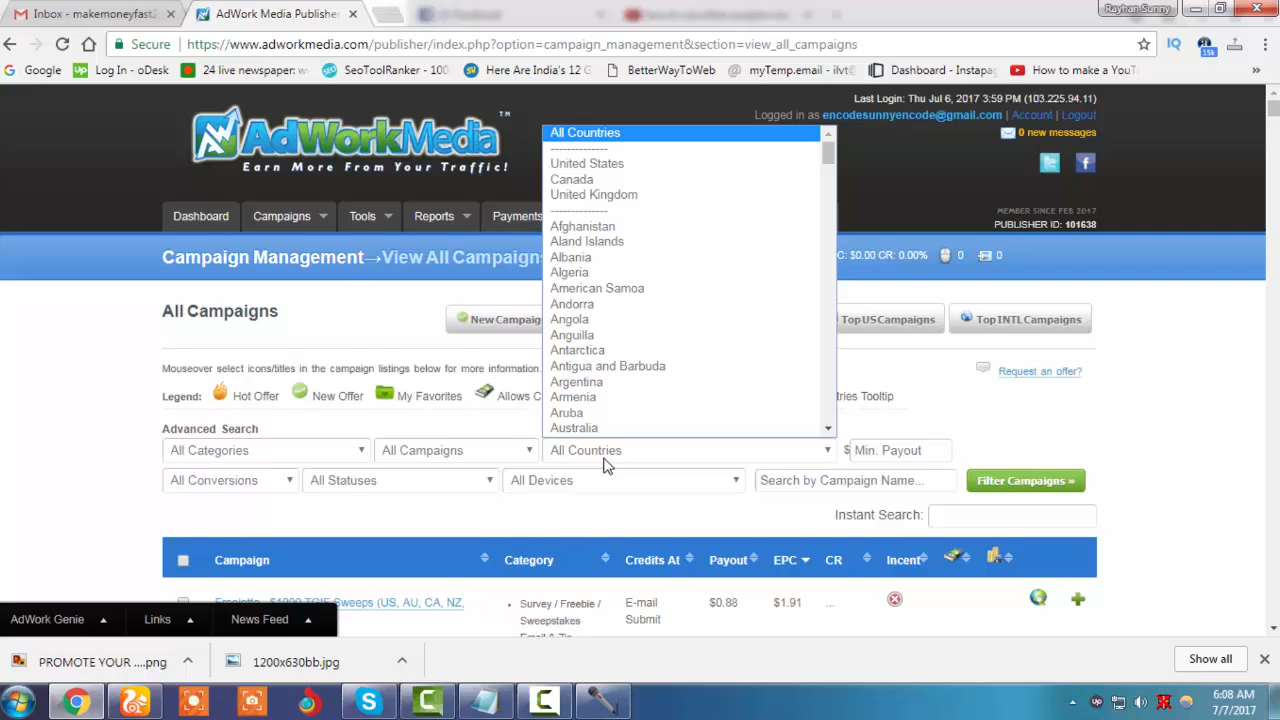 Inbox - makemoneyfast2
AdWork Media Publisher
Rayhan Sunny
Secure
https://www.adworkmedia.com/publisher/index.php?option=campaign_management&section=view_all_campaigns
15k
Google
Log In - oDesk
24 live newspaper: w
SeoToolRanker - 100
Here Are India's 12 G
BetterWayToWeb
myTemp.email - ilvt
Dashboard - Instapag
How to make a YouT
»
AdWorkMedia™
Earn More From Your Traffic!
Last Login: Thu Jul 6, 2017 3:59 PM (103.225.94.11)
Logged in as encodesunnyencode@gmail.com | Account | Logout
0 new messages
MEMBER SINCE FEB 2017
PUBLISHER ID: 101638
Dashboard
Campaigns
Tools
Reports
Payments
Campaign Management→View All Campaigns
C: $0.00 CR: 0.00%
0
0
All Countries
--------------
United States
Canada
United Kingdom
--------------
Afghanistan
Aland Islands
Albania
Algeria
American Samoa
Andorra
Angola
Anguilla
Antarctica
Antigua and Barbuda
Argentina
Armenia
Aruba
Australia
All Campaigns
New Campaig
Top US Campaigns
Top INTL Campaigns
Mouseover select icons/titles in the campaign listings below for more information.
Request an offer?
Legend:
Hot Offer
New Offer
My Favorites
Allows C
ries Tooltip
Advanced Search
All Categories
All Campaigns
All Countries
$
Min. Payout
All Conversions
All Statuses
All Devices
Search by Campaign Name...
Filter Campaigns »
Instant Search:
Campaign
Category
Credits At
Payout
EPC
CR
Incent
TGIF Sweeps (US, AU, CA, NZ,
Survey / Freebie /
Sweepstakes
E-mail
Submit
$0.88
$1.91
...
AdWork Genie
Links
News Feed
PROMOTE YOUR ....png
1200x630bb.jpg
Show all
6:08 AM
7/7/2017